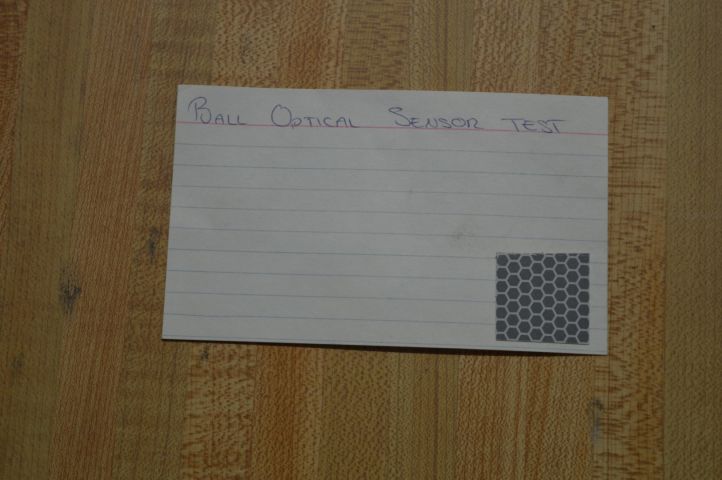 BALL OPTICAL SENSOR TEST